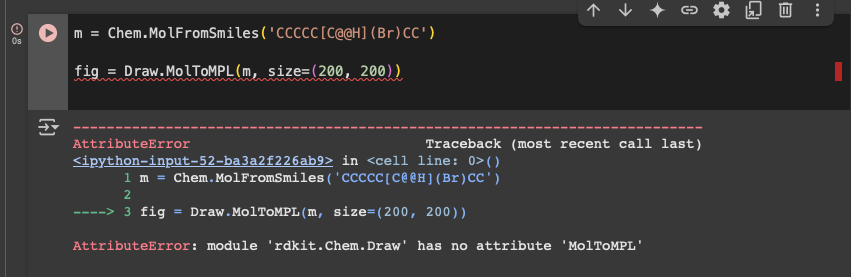 m = Chem.MolFromSmiles('CCCCC[C@@H](Br)CC')
fig = Draw.MolToMPL(m, size=(200, 200))
0s
---------------------------------------------------------------------------
AttributeError                            Traceback (most recent call last)
<ipython-input-52-ba3a2f226ab9> in <cell line: 0>()
      1 m = Chem.MolFromSmiles('CCCCC[C@@H](Br)CC')
      2
----> 3 fig = Draw.MolToMPL(m, size=(200, 200))
AttributeError: module 'rdkit.Chem.Draw' has no attribute 'MolToMPL'